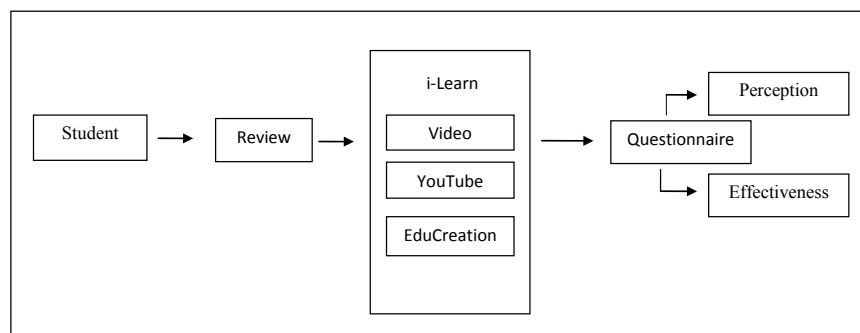 Student
Review
i-Learn
Video
YouTube
EduCreation
Questionnaire
Perception
Effectiveness